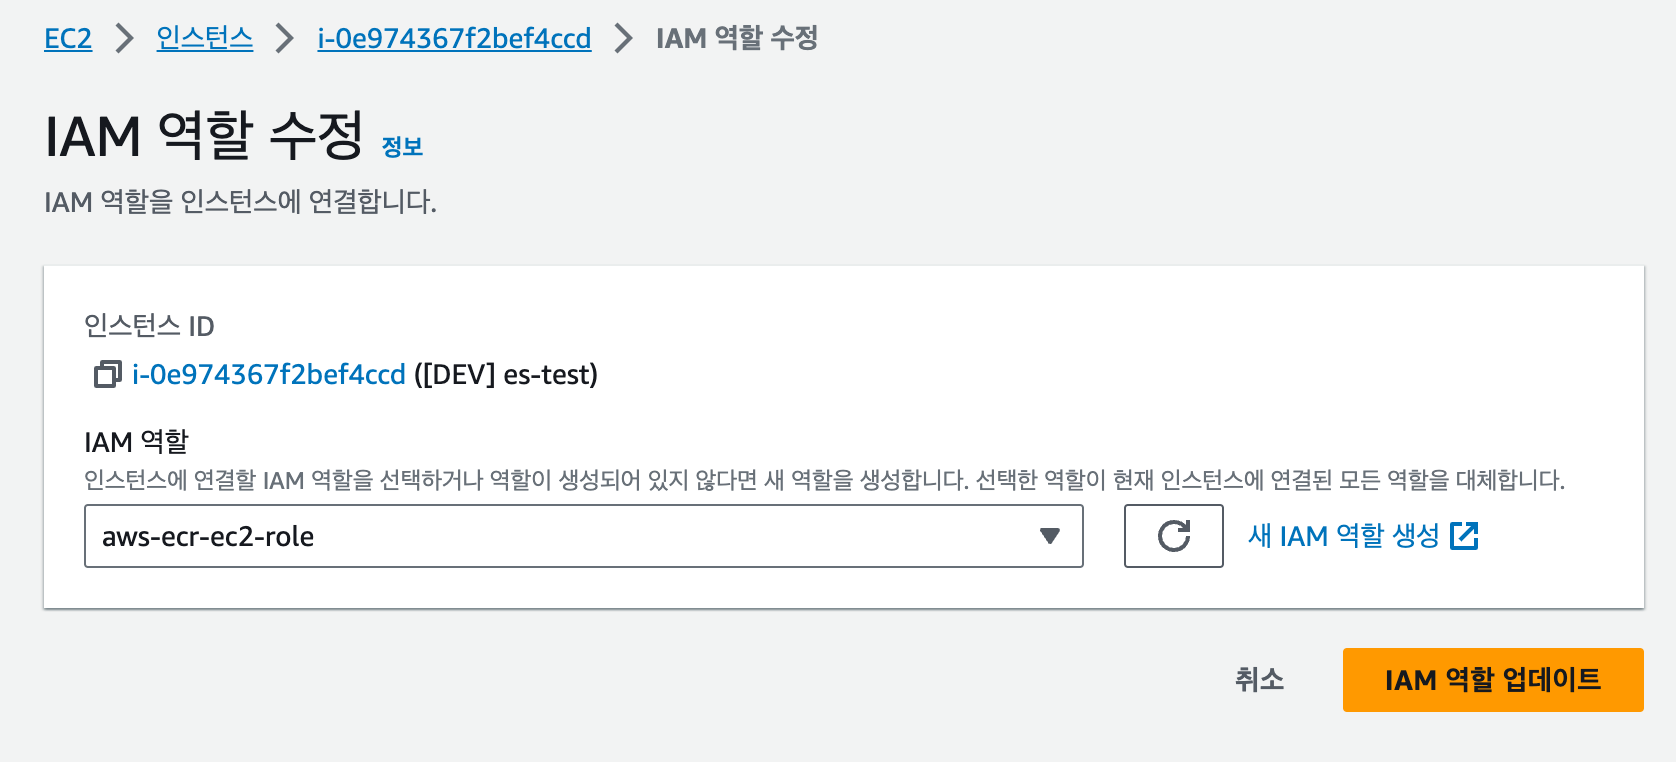 EC2 > 인스턴스 > i-0e974367f2bef4ccd > IAM 역할 수정
IAM 역할 수정 정보
IAM 역할을 인스턴스에 연결합니다.
인스턴스 ID
i-0e974367f2bef4ccd ([DEV] es-test)
IAM 역할
인스턴스에 연결할 IAM 역할을 선택하거나 역할이 생성되어 있지 않다면 새 역할을 생성합니다. 선택한 역할이 현재 인스턴스에 연결된 모든 역할을 대체합니다.
aws-ecr-ec2-role
새 IAM 역할 생성
취소
IAM 역할 업데이트